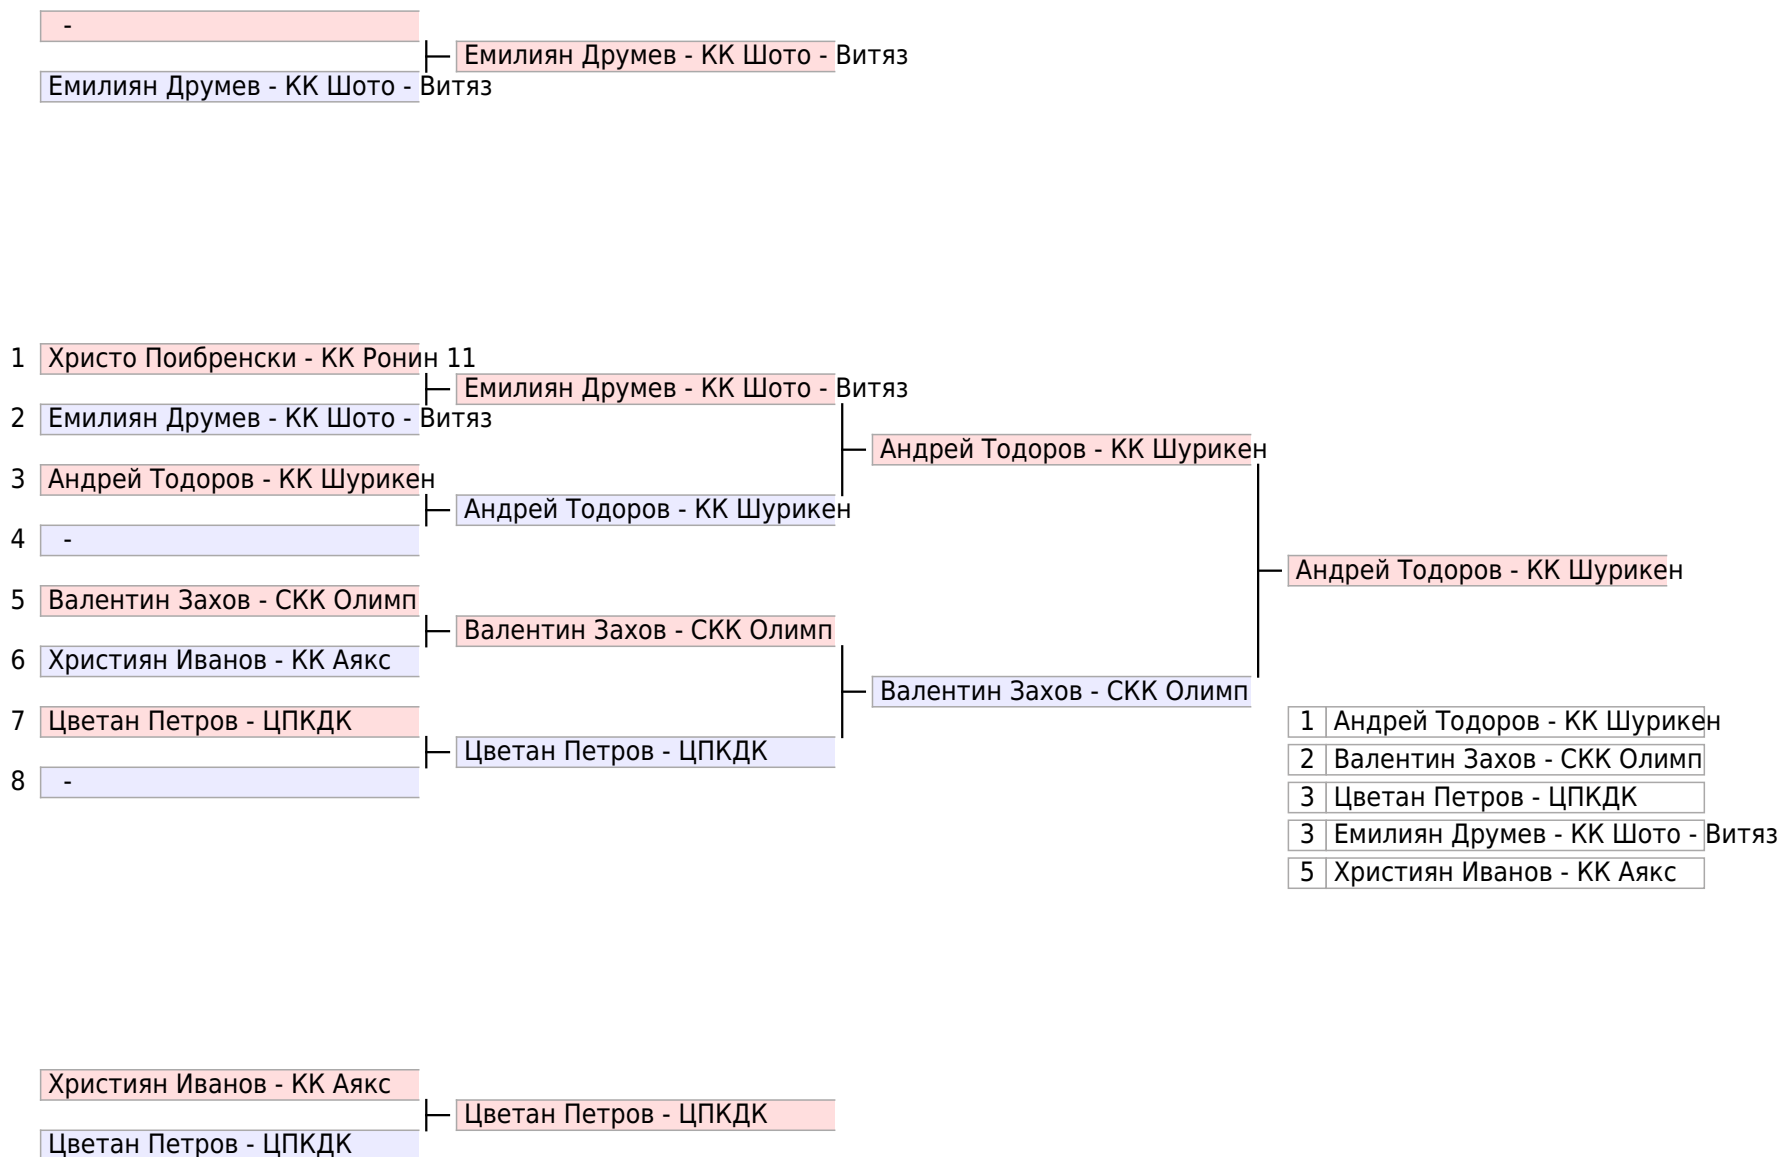 -
Емилиян Друмев - КК Шото - Витяз
Емилиян Друмев - КК Шото - Витяз
1 Христо Поибренски - КК Ронин 11
Емилиян Друмев - КК Шото - Витяз
2 Емилиян Друмев - КК Шото - Витяз
Андрей Тодоров - КК Шурикен
3 Андрей Тодоров - КК Шурикен
Андрей Тодоров - КК Шурикен
4 -
Андрей Тодоров - КК Шурикен
5 Валентин Захов - СКК Олимп
Валентин Захов - СКК Олимп
6 Християн Иванов - КК Аякс
Валентин Захов - СКК Олимп
7 Цветан Петров - ЦПКДК
Цветан Петров - ЦПКДК
8 -
1 Андрей Тодоров - КК Шурикен
2 Валентин Захов - СКК Олимп
3 Цветан Петров - ЦПКДК
3 Емилиян Друмев - КК Шото - Витяз
5 Християн Иванов - КК Аякс
Християн Иванов - КК Аякс
Цветан Петров - ЦПКДК
Цветан Петров - ЦПКДК